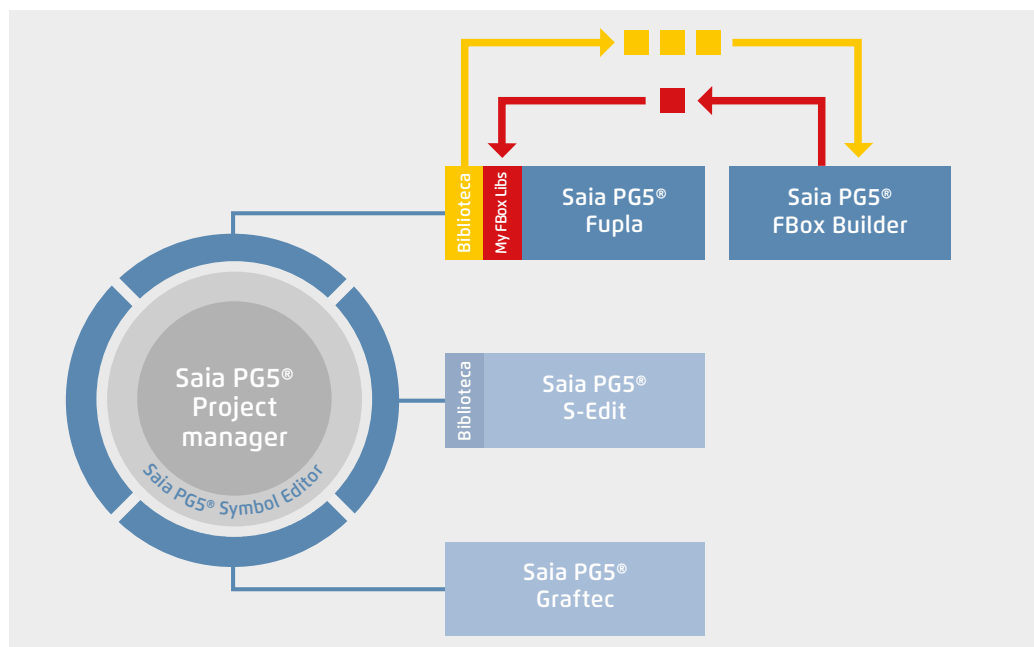 Biblioteca
My FBox Libs
Saia PG5®
Fupla
Saia PG5®
FBox Builder
Saia PG5®
Project
manager
Saia PG5® Symbol Editor
Biblioteca
Saia PG5®
S-Edit
Saia PG5®
Graftec